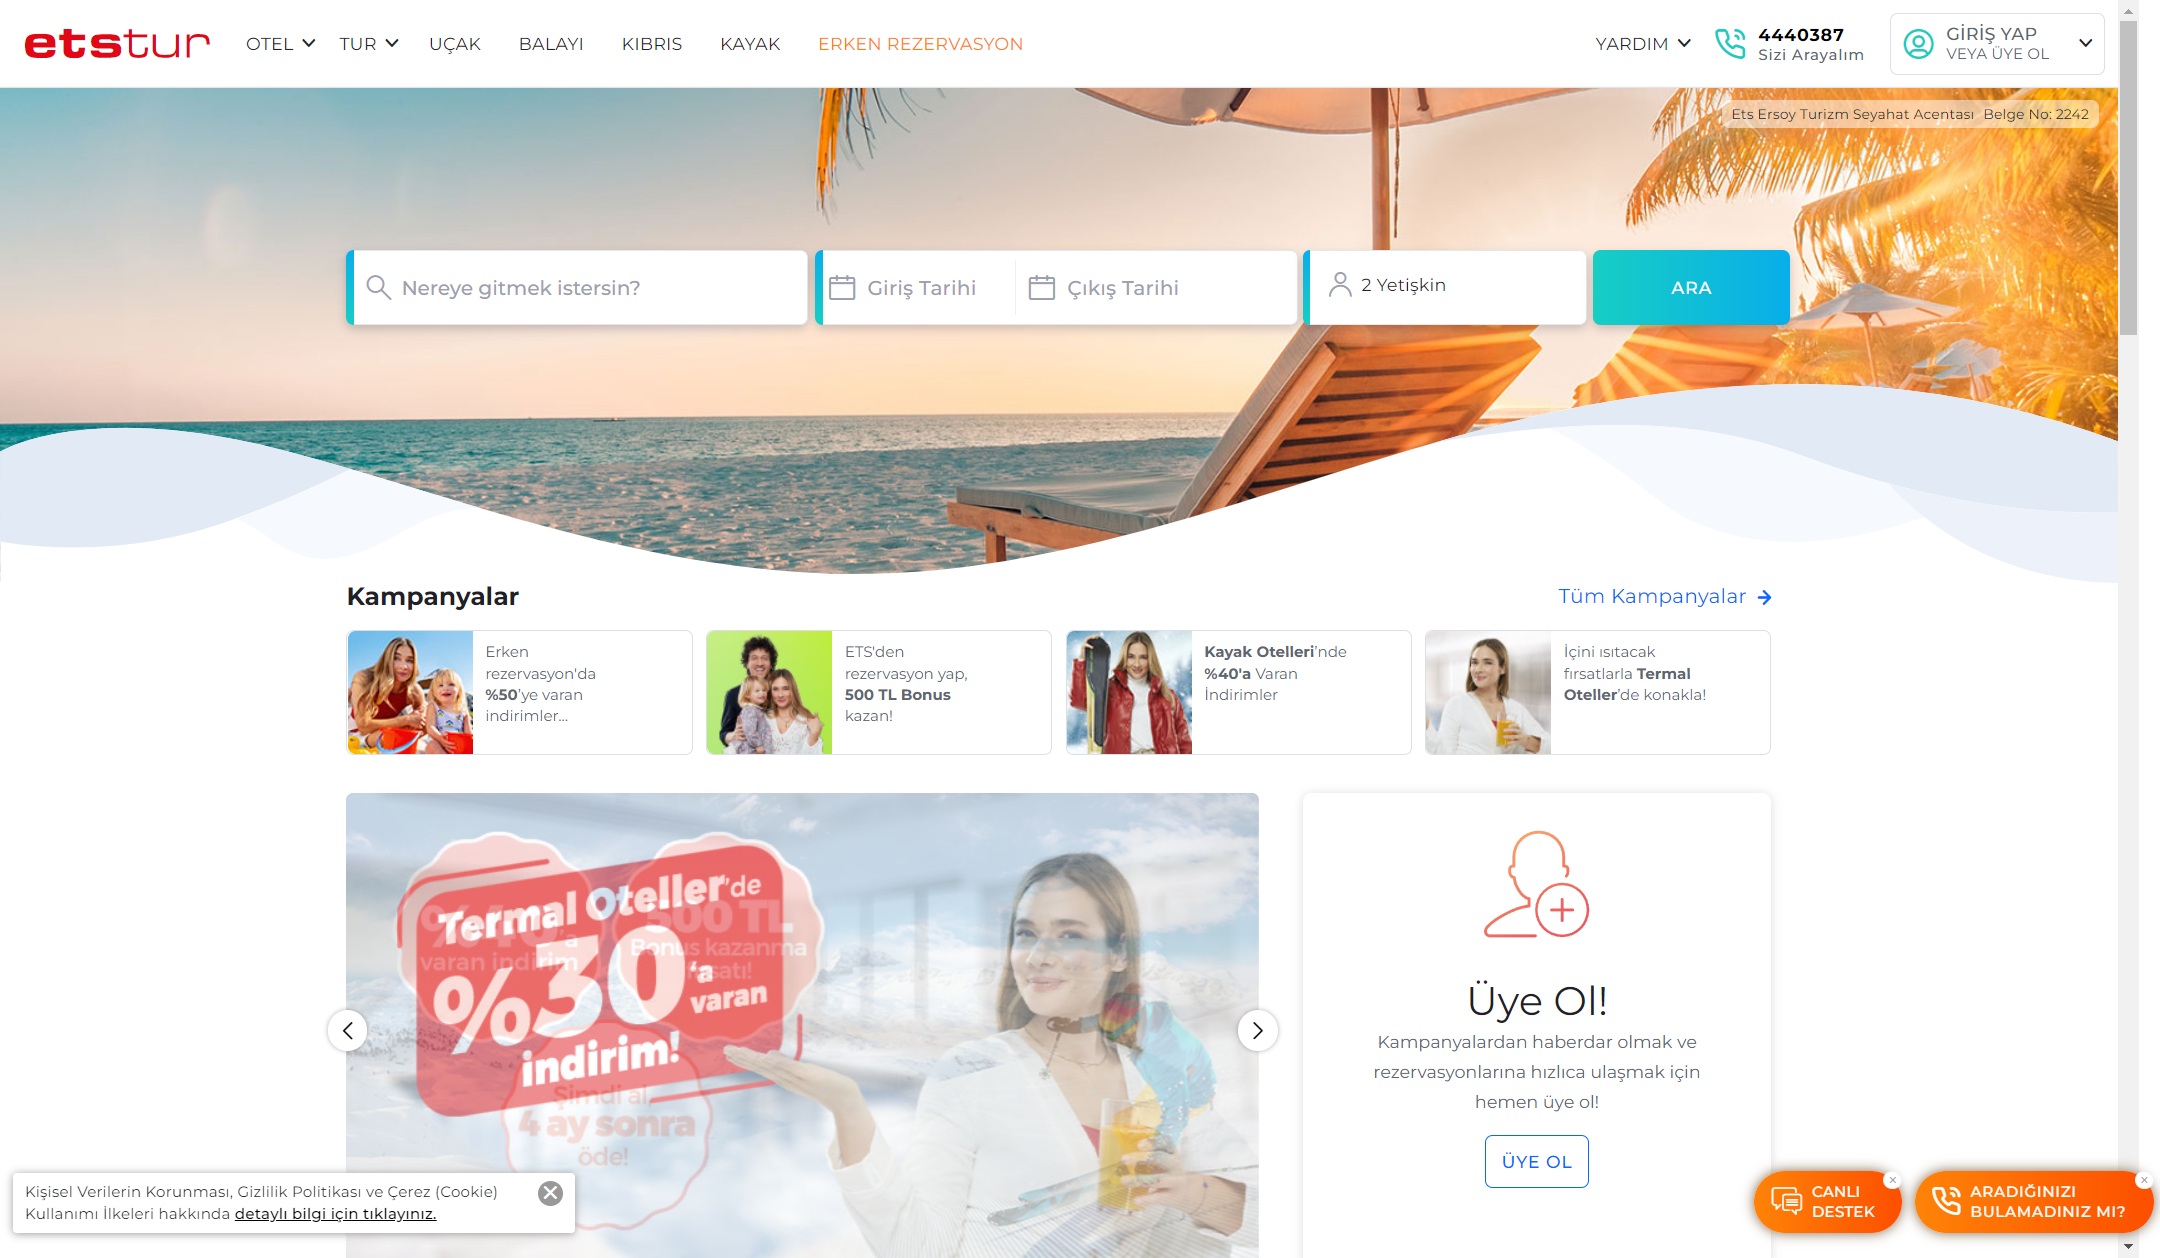 etstur
OTEL
TUR
UÇAK
BALAYI
KIBRIS
KAYAK
ERKEN REZERVASYON
YARDIM
4440387
Sizi Arayalım
GİRİŞ YAP
VEYA ÜYE OL
Ets Ersoy Turizm Seyahat Acentası Belge No: 2242
Nereye gitmek istersin?
Giriş Tarihi
Çıkış Tarihi
2 Yetişkin
ARA
Kampanyalar
Tüm Kampanyalar
Erken
rezervasyon'da
%50'ye varan
indirimler...
ETS'den
rezervasyon yap,
500 TL Bonus
kazan!
Kayak Otelleri'nde
%40'a Varan
İndirimler
İçini ısıtacak
fırsatlarla Termal
Oteller'de konakla!
Termal Oteller'de
%30'a
varan
indirim!
%40'a
varan indirim
500 TL
Bonus kazanma
fırsatı!
Şimdi al,
4 ay sonra
öde!
Üye Ol!
Kampanyalardan haberdar olmak ve
rezervasyonlarına hızlıca ulaşmak için
hemen üye ol!
ÜYE OL
Kişisel Verilerin Korunması, Gizlilik Politikası ve Çerez (Cookie)
Kullanımı İlkeleri hakkında detaylı bilgi için tıklayınız.
CANLI
DESTEK
ARADIĞINIZI
BULAMADINIZ MI?